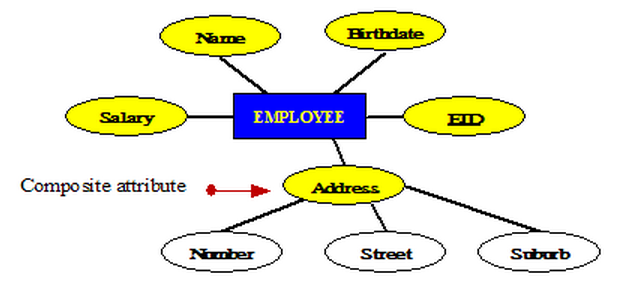 Name
Birthdate
Salary
EMPLOYEE
EID
Composite attribute
Address
Number
Street
Suburb